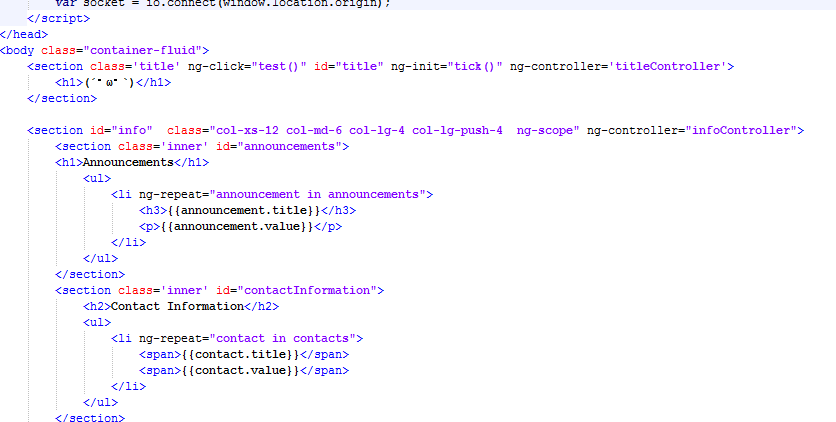 var socket = io.connect(window.location.origin);
</script>
</head>
<body class="container-fluid">
<section class='title' ng-click="test()" id="title" ng-init="tick()" ng-controller='titleController'>
<h1>(´・ω・`)</h1>
</section>
<section id="info"  class="col-xs-12 col-md-6 col-lg-4 col-lg-push-4  ng-scope" ng-controller="infoController">
<section class='inner' id="announcements">
<h1>Announcements</h1>
<ul>
<li ng-repeat="announcement in announcements">
<h3>{{announcement.title}}</h3>
<p>{{announcement.value}}</p>
</li>
</ul>
</section>
<section class='inner' id="contactInformation">
<h2>Contact Information</h2>
<ul>
<li ng-repeat="contact in contacts">
<span>{{contact.title}}</span>
<span>{{contact.value}}</span>
</li>
</ul>
</section>